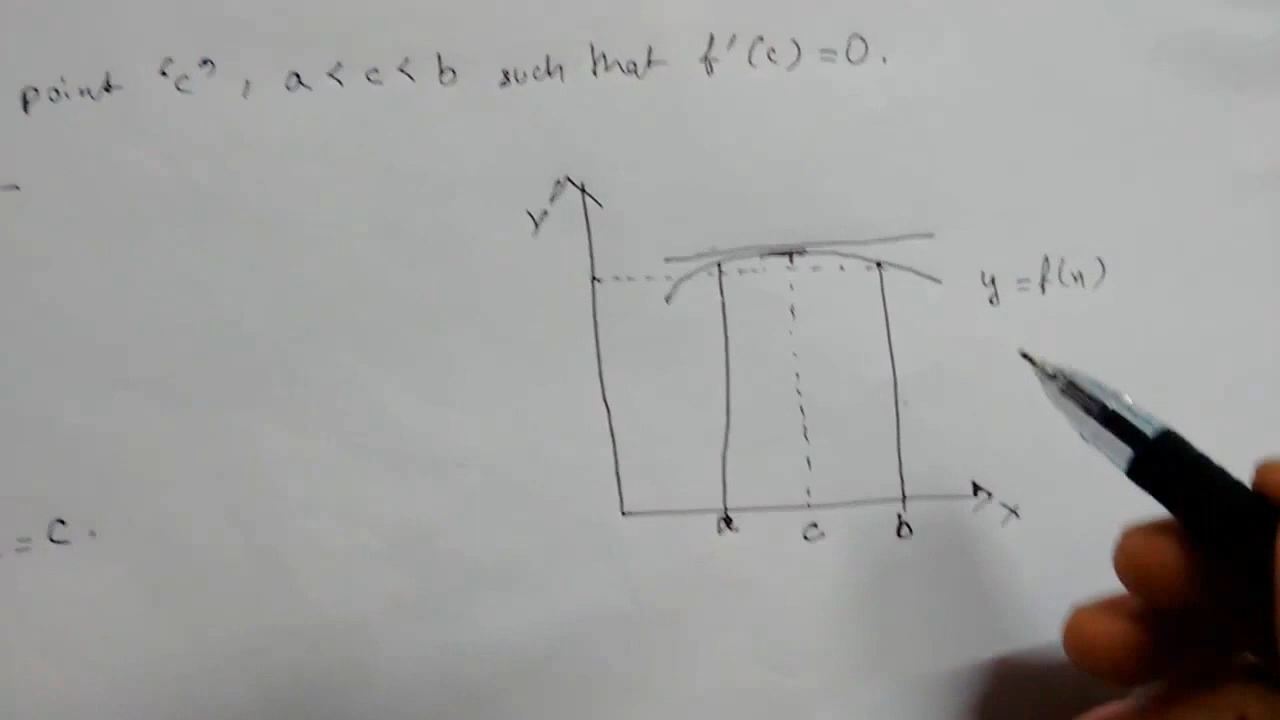 point "c", a < c < b such that f'(c) = 0.
y
y = f(x)
a c b x
= c.